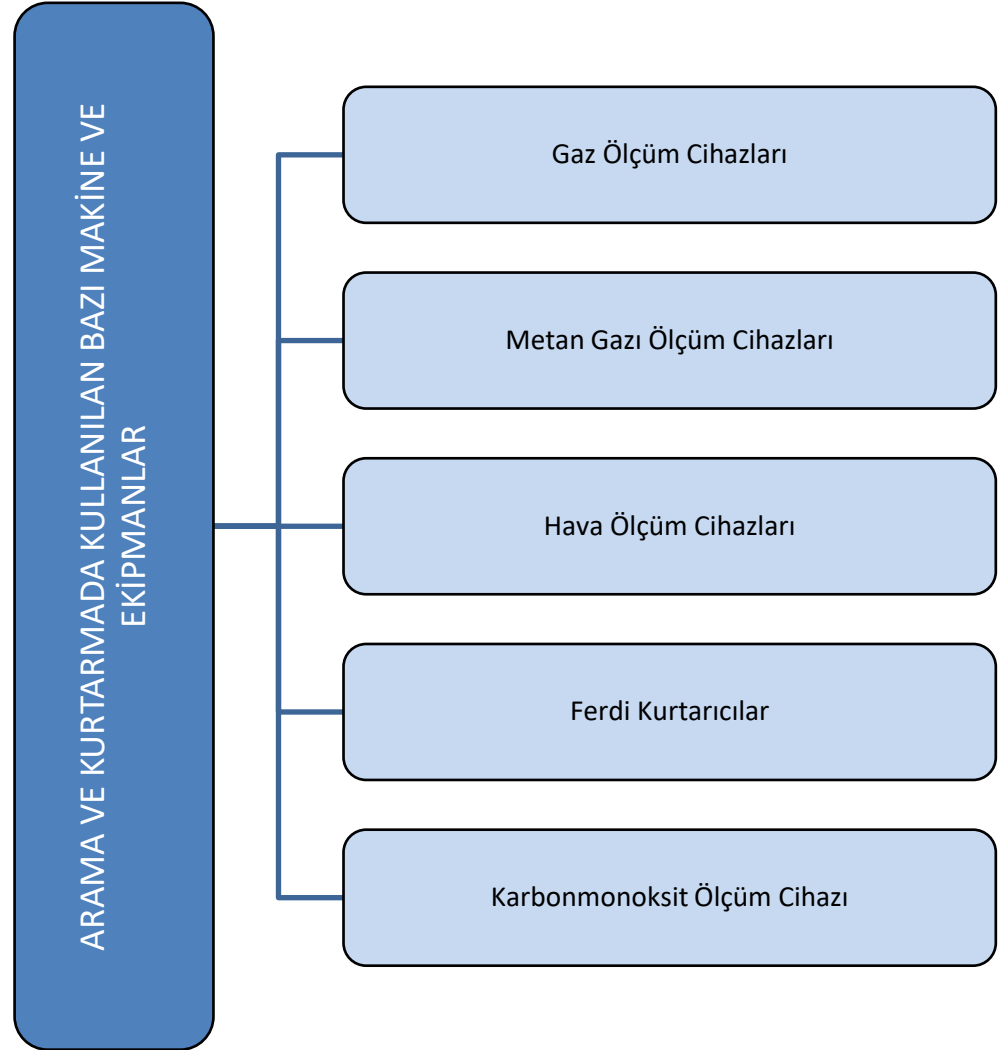 ARAMA VE KURTARMADA KULLANILAN BAZI MAKİNE VE
EKİPMANLAR
Gaz Ölçüm Cihazları
Metan Gazı Ölçüm Cihazları
Hava Ölçüm Cihazları
Ferdi Kurtarıcılar
Karbonmonoksit Ölçüm Cihazı